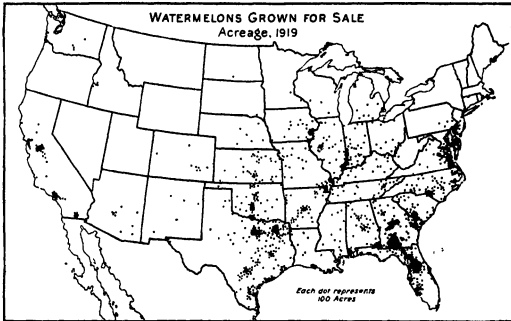 WATERMELONS GROWN FOR SALE
Acreage, 1919
Each dot represents
100 Acres